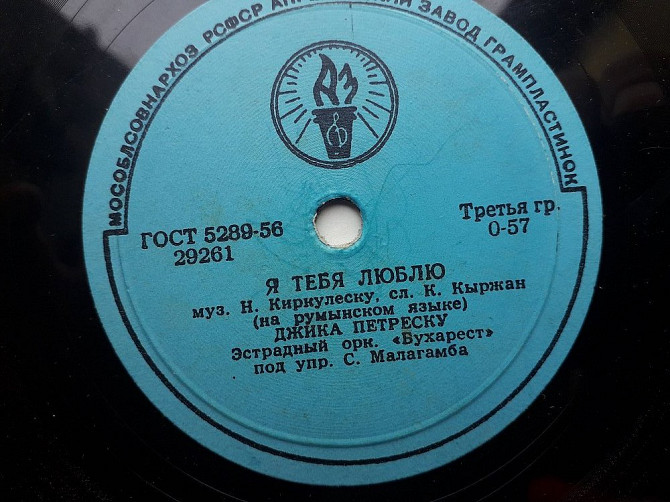 МОСОБЛСОВНАРХОЗ РСФСР ЗАВОД ГРАМПЛАСТИНОК
АЗ
ГОСТ 5289-56
29261
Третья гр.
0-57
Я ТЕБЯ ЛЮБЛЮ
муз. Н. Киркулеску, сл. К. Кыржан
(на румынском языке)
ДЖИКА ПЕТРЕСКУ
Эстрадный орк. «Бухарест»
под упр. С. Малагамба